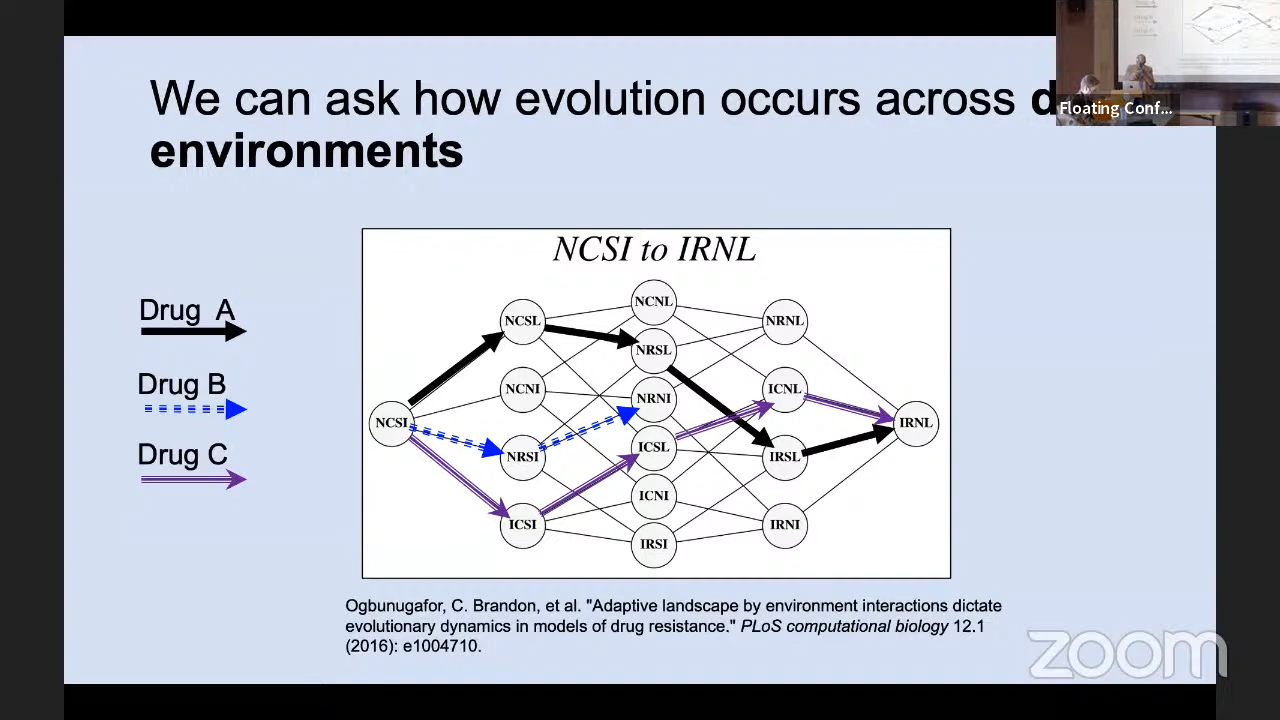 We can ask how evolution occurs across d
environments
Floating Conf...
NCSI to IRNL
Drug A
Drug B
Drug C
NCSI
NCSL
NCNI
NRSI
ICSI
NCNL
NRSL
NRNI
ICSL
ICNI
IRSI
NRNL
ICNL
IRSL
IRNI
IRNL
Ogbunugafor, C. Brandon, et al. "Adaptive landscape by environment interactions dictate
evolutionary dynamics in models of drug resistance." PLoS computational biology 12.1
(2016): e1004710.
zoom